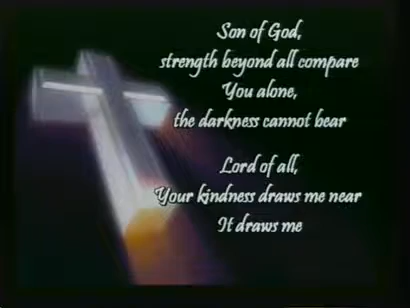 Son of God,
strength beyond all compare
You alone,
the darkness cannot bear
Lord of all,
Your kindness draws me near
It draws me